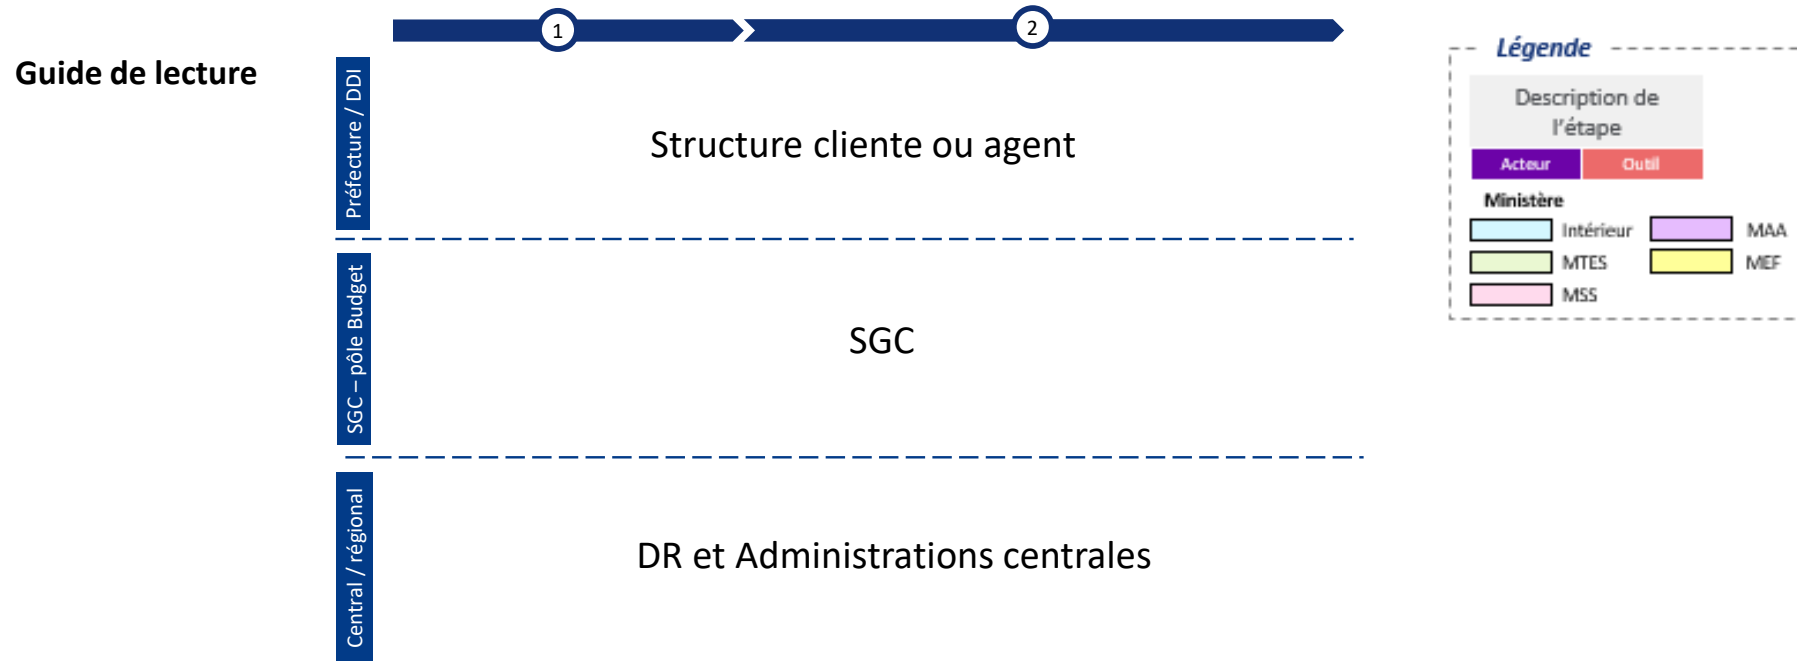 Guide de lecture
1
2
Préfecture / DDI
Structure cliente ou agent
SGC – pôle Budget
SGC
Central / régional
DR et Administrations centrales
Légende
Description de
l'étape
Acteur
Outil
Ministère
Intérieur
MAA
MTES
MEF
MSS